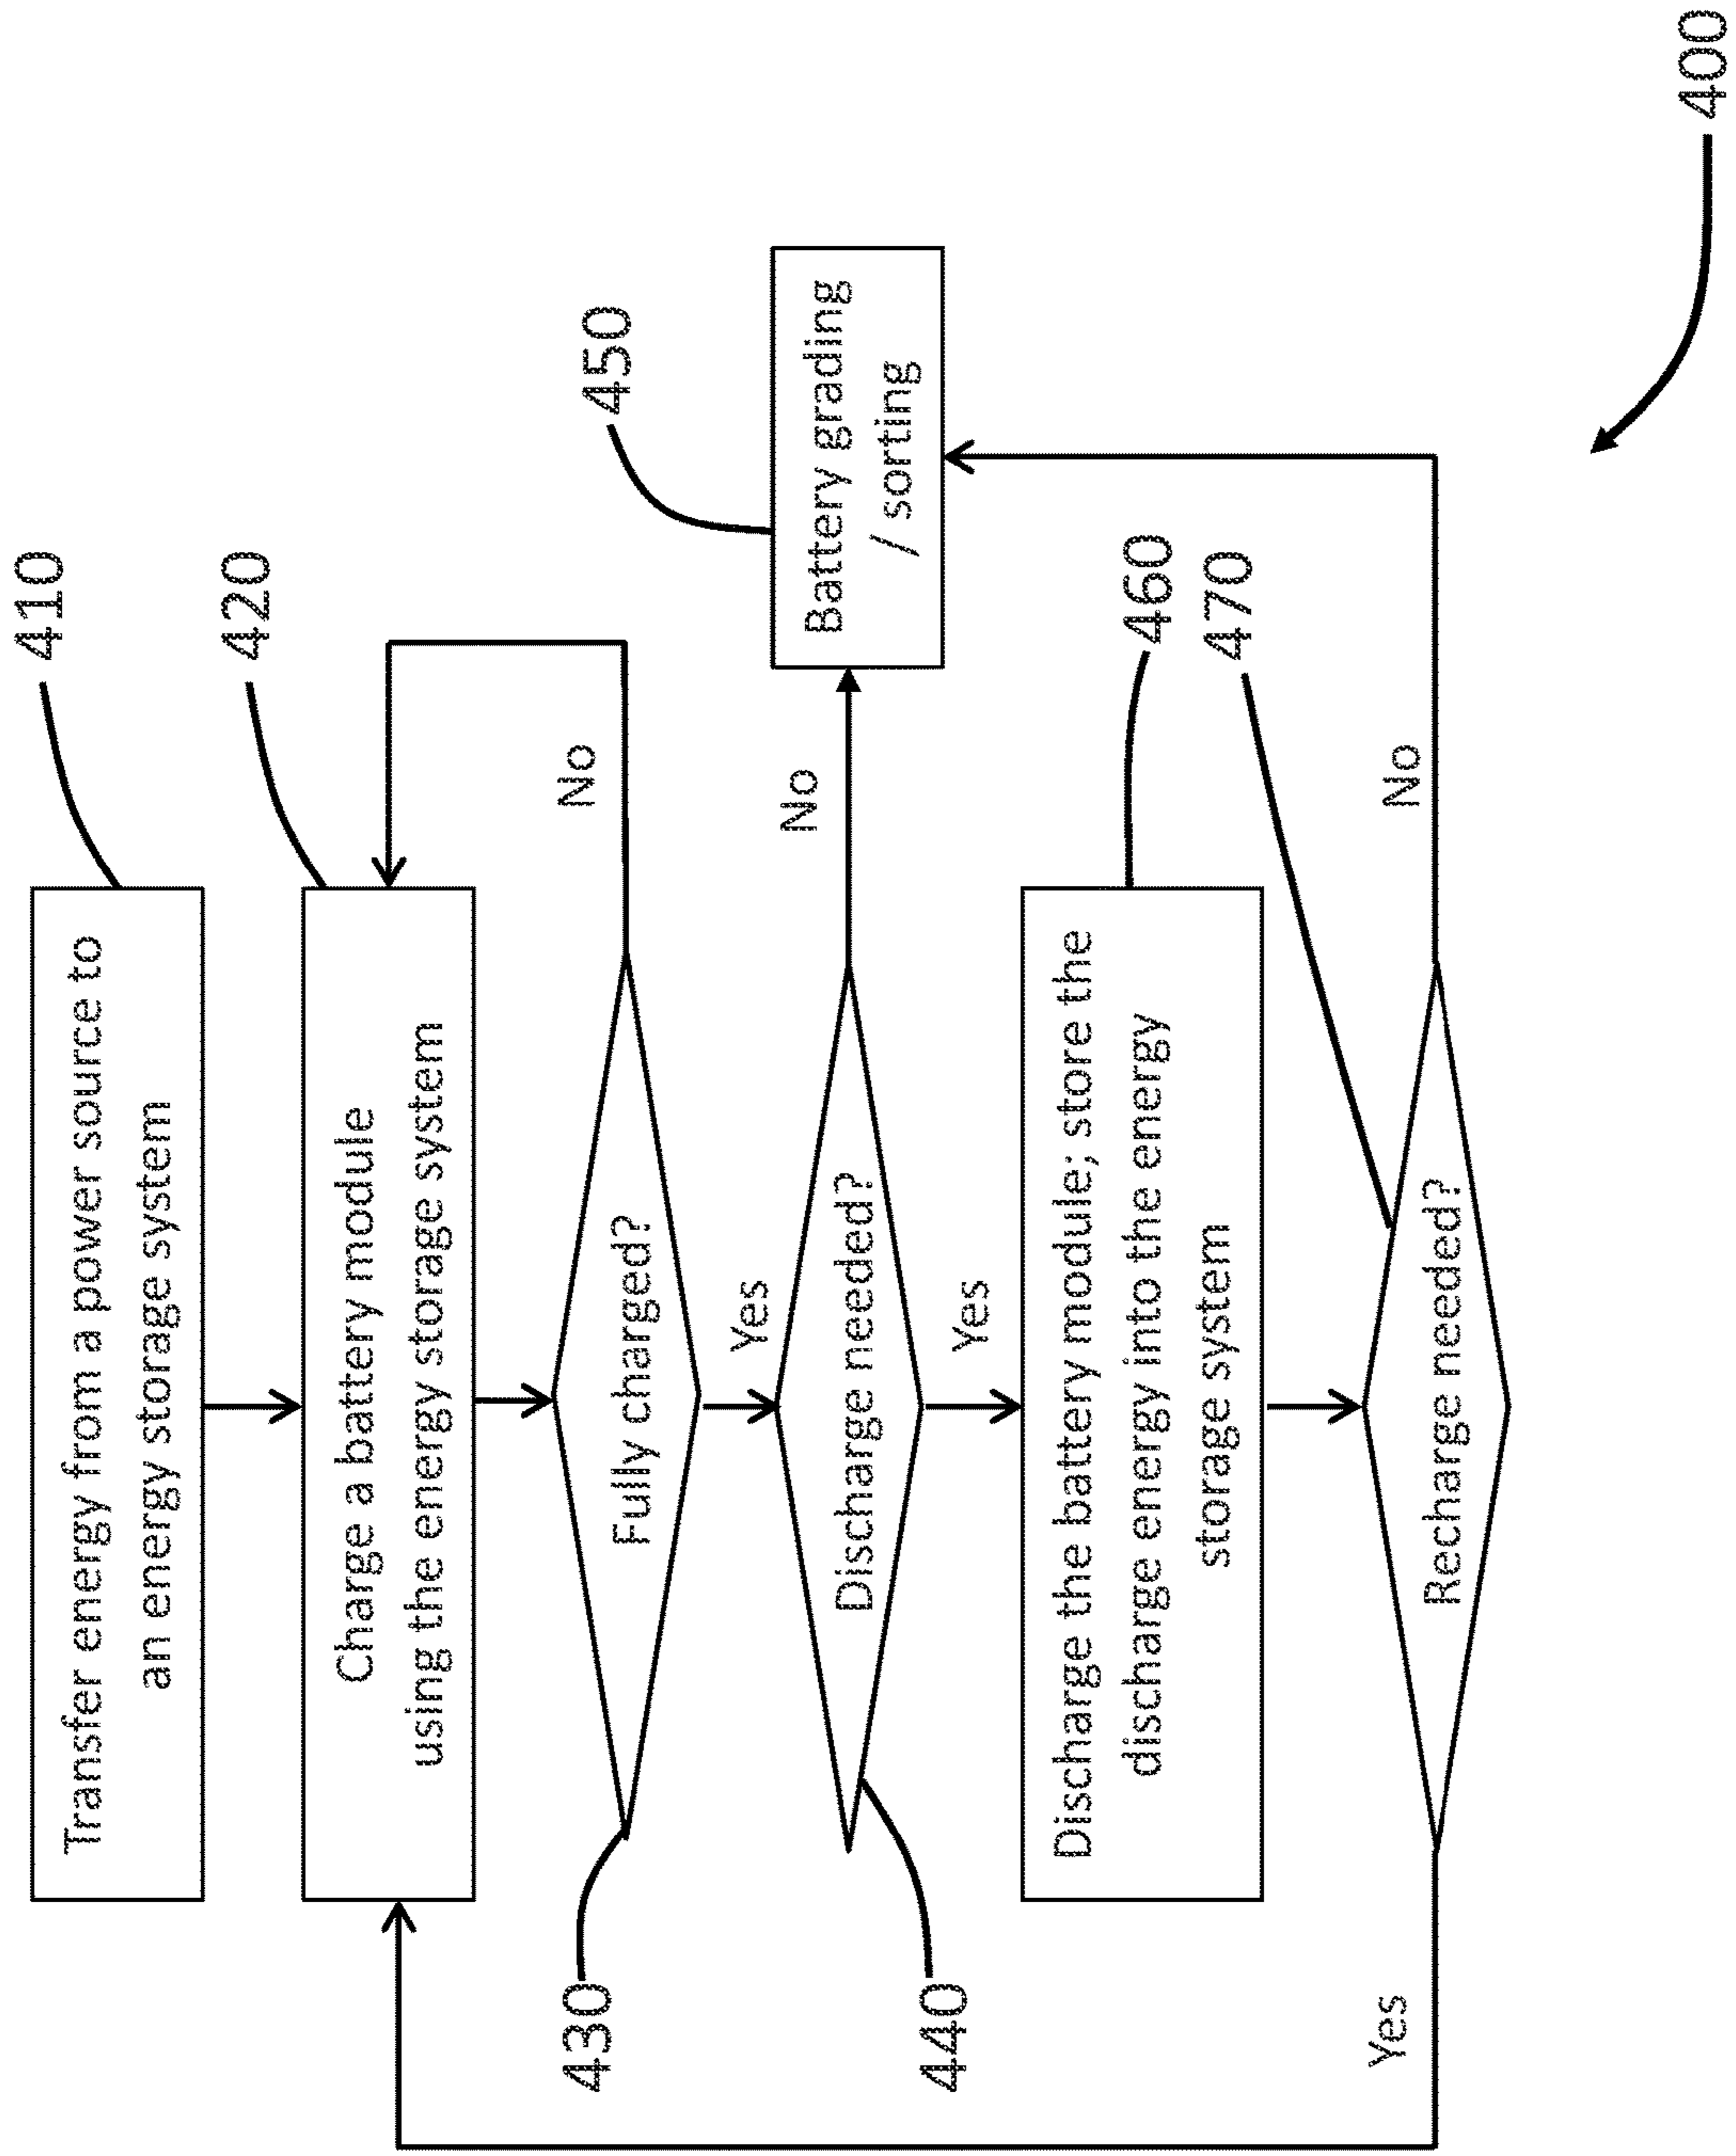 410
Transfer energy from a power source to
an energy storage system
420
Charge a battery module
using the energy storage system
430
Fully charged?
No
Yes
440
Discharge needed?
No
450
Battery grading
/ sorting
Yes
460
Discharge the battery module; store the
discharge energy into the energy
storage system
470
Recharge needed?
Yes
No
400